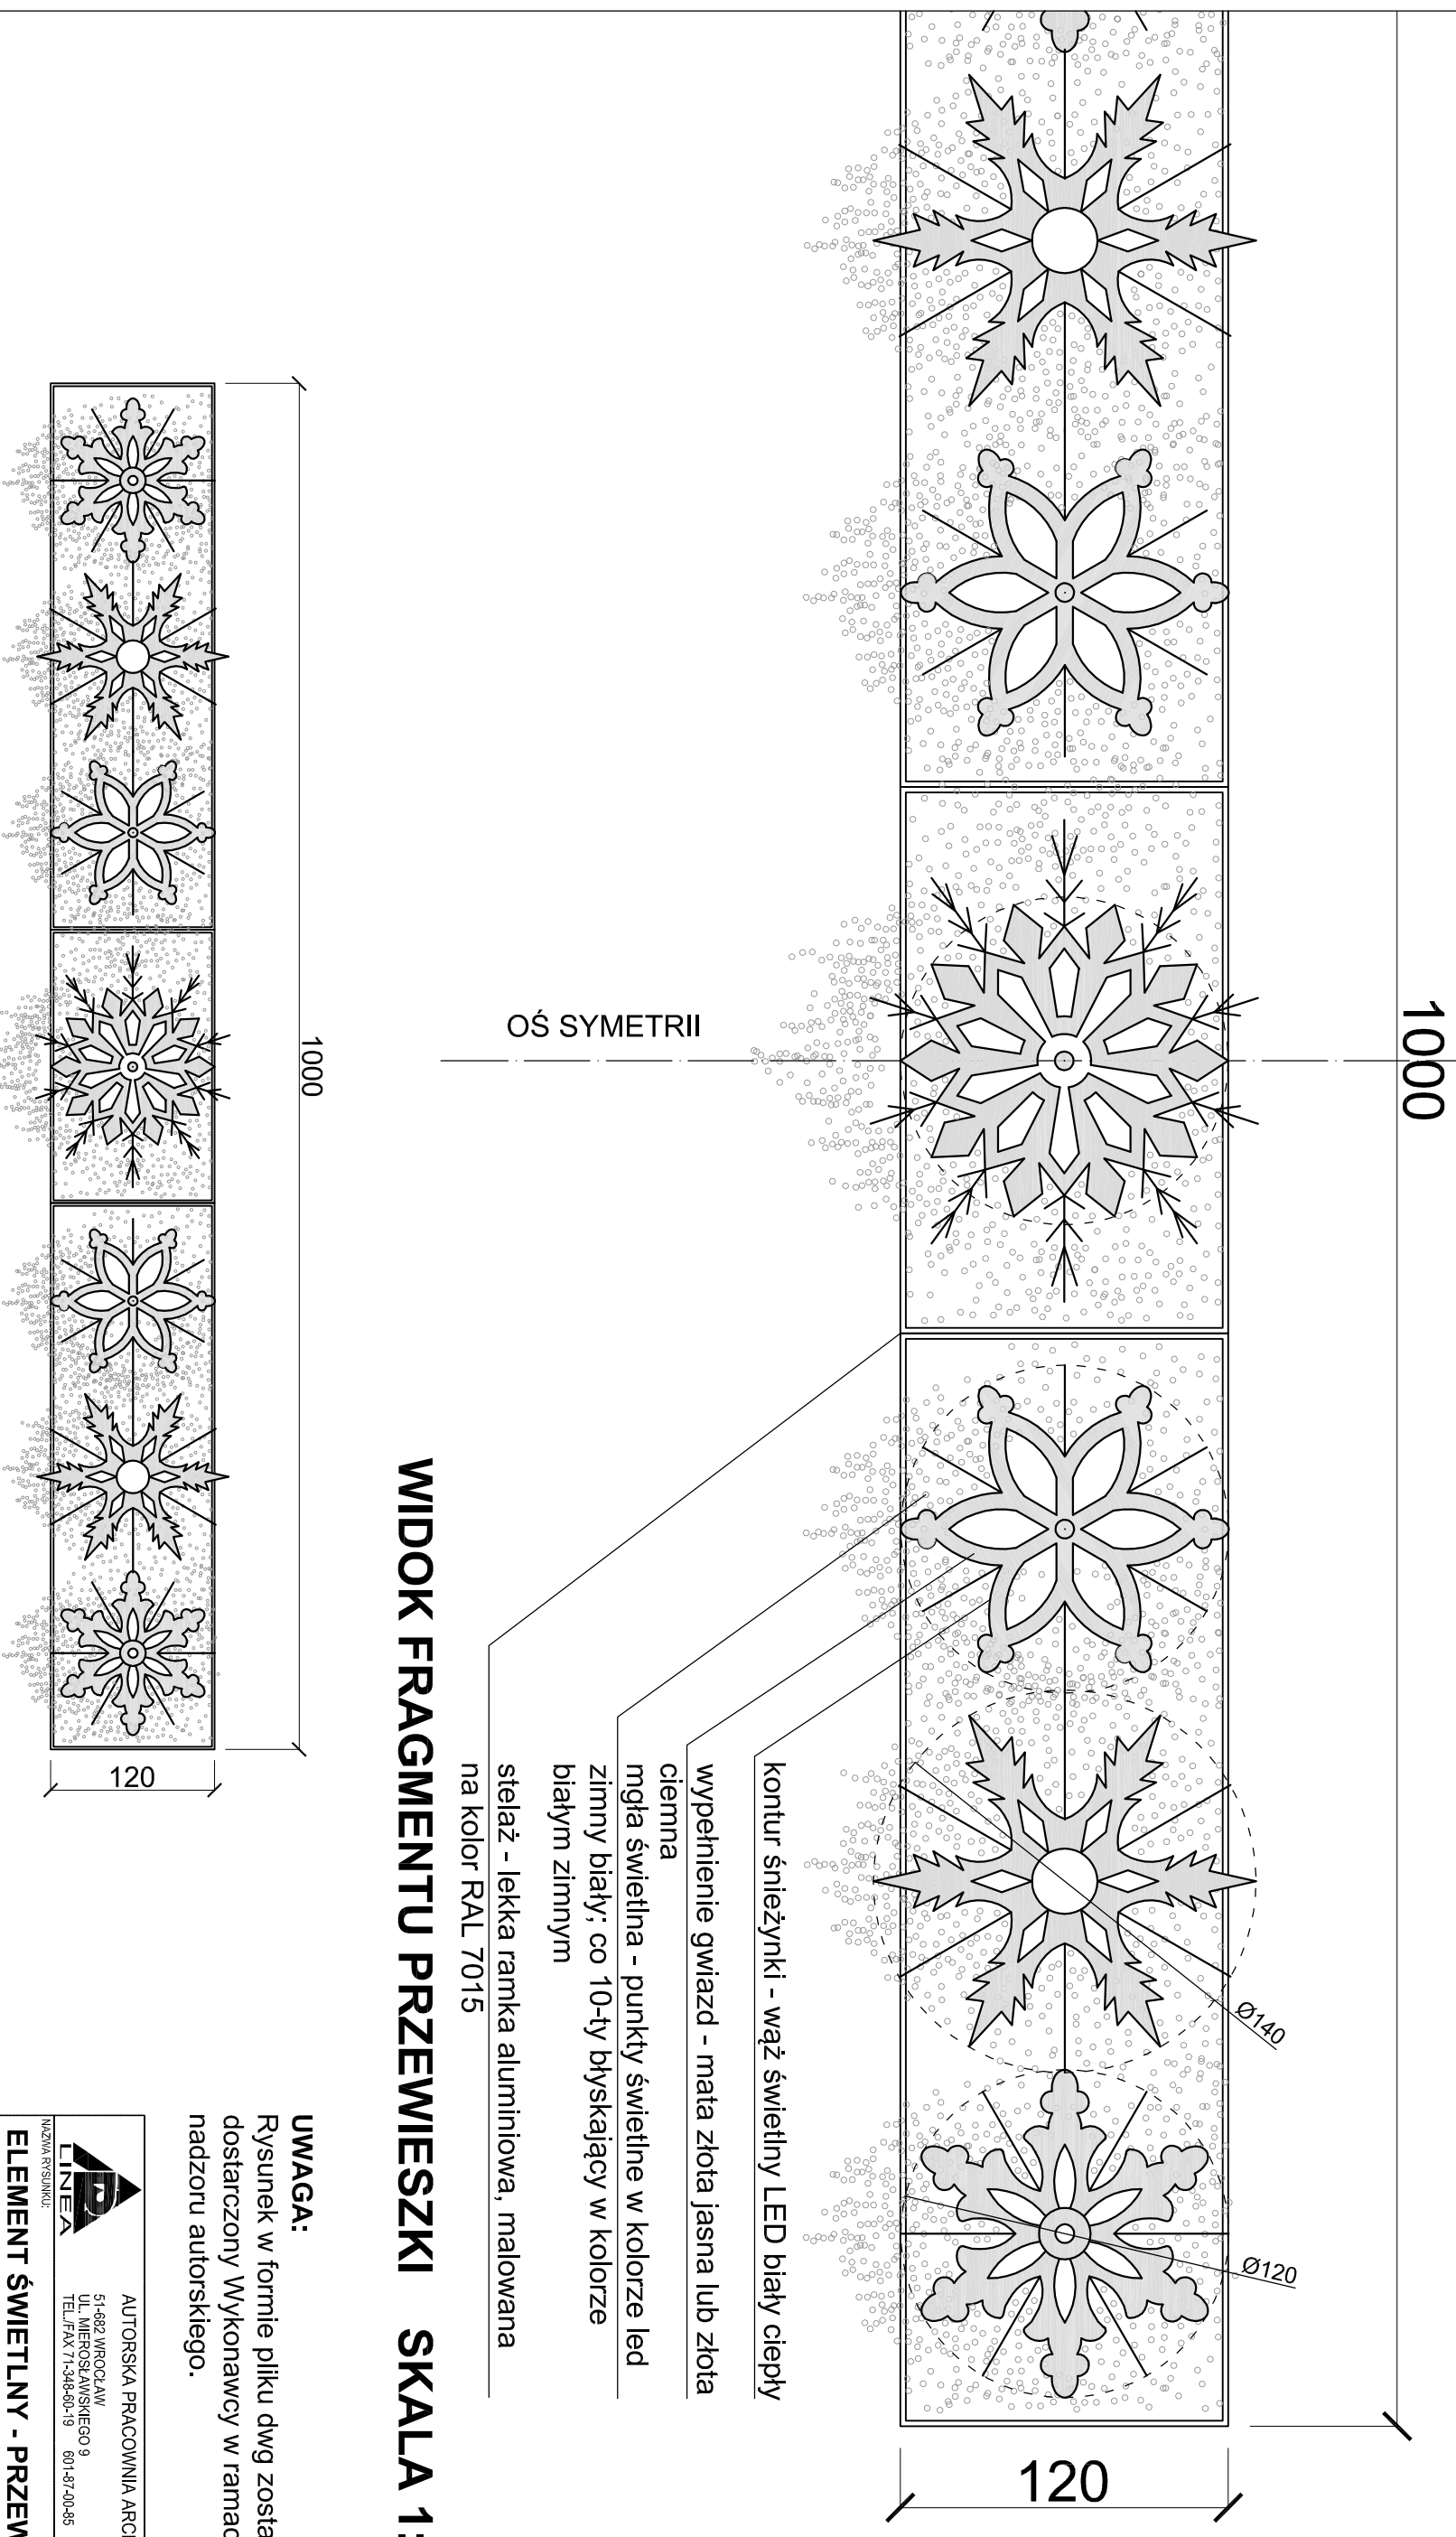 1000
OŚ SYMETRII
Ø140
Ø120
120
kontur śnieżynki - wąż świetlny LED biały ciepły
wypełnienie gwiazd - mata złota jasna lub złota
ciemna
mgła świetlna - punkty świetlne w kolorze led
zimny biały; co 10-ty błyskający w kolorze
białym zimnym
stelaż - lekka ramka aluminiowa, malowana
na kolor RAL 7015
WIDOK FRAGMENTU PRZEWIESZKI SKALA 1:
1000
120
UWAGA:
Rysunek w formie pliku dwg zosta
dostarczony Wykonawcy w ramac
nadzoru autorskiego.
LINEA
AUTORSKA PRACOWNIA ARC
51-682 WROCŁAW
UL. MIEROSŁAWSKIEGO 9
TEL./FAX 71-348-60-19 601-87-00-85
NAZWA RYSUNKU:
ELEMENT ŚWIETLNY - PRZEW